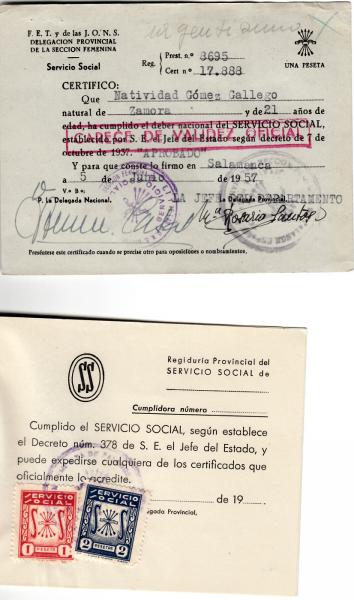 urgentísimo
F. E. T. y de las J. O. N. S.
DELEGACION PROVINCIAL
DE LA SECCION FEMENINA
Servicio Social
Reg.
Prest. n.º 8695
Cert n.º 17.888
UNA PESETA
CERTIFICO:
Que Natividad Gómez Gallego
natural de Zamora y 21 años de
edad, ha cumplido el deber nacional del SERVICIO SOCIAL,
CARECE DE VALIDEZ OFICIAL
establecido por S. E. el Jefe del Estado según decreto de 7 de
octubre de 1937. "APROBADO"
Y para que conste lo firmo en Salamanca
a 5 de Junio de 1957
V.º B.º
LA JEFE DEPARTAMENTO
P. la Delegada Nacional,
La Delegada Provincial,
Mª Rosario
Preséntese este certificado cuando se precise otro para oposiciones o nombramientos.
SS
Regiduría Provincial del
SERVICIO SOCIAL de
Cumplidora número
Cumplido el SERVICIO SOCIAL, según establece
el Decreto núm. 378 de S. E. el Jefe del Estado, y
puede expedirse cualquiera de los certificados que
oficialmente lo acredite.
de 19
legada Provincial,
SERVICIO SOCIAL
1 PESETA 1
SERVICIO SOCIAL
2 PESETAS 2